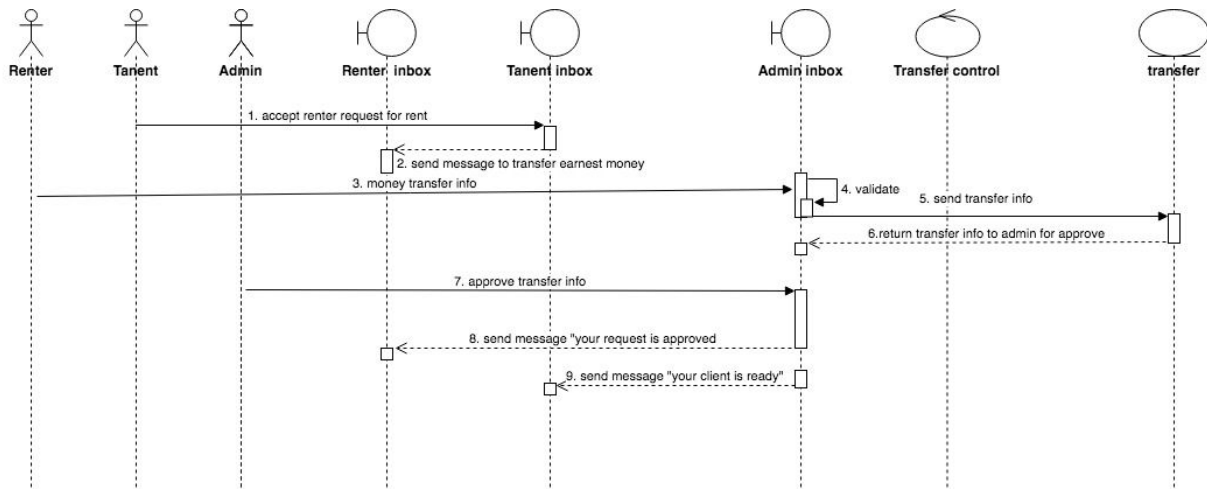 Renter
Tanent
Admin
Renter inbox
Tanent inbox
Admin inbox
Transfer control
transfer
1. accept renter request for rent
2. send message to transfer earnest money
3. money transfer info
4. validate
5. send transfer info
6.return transfer info to admin for approve
7. approve transfer info
8. send message "your request is approved
9. send message "your client is ready"